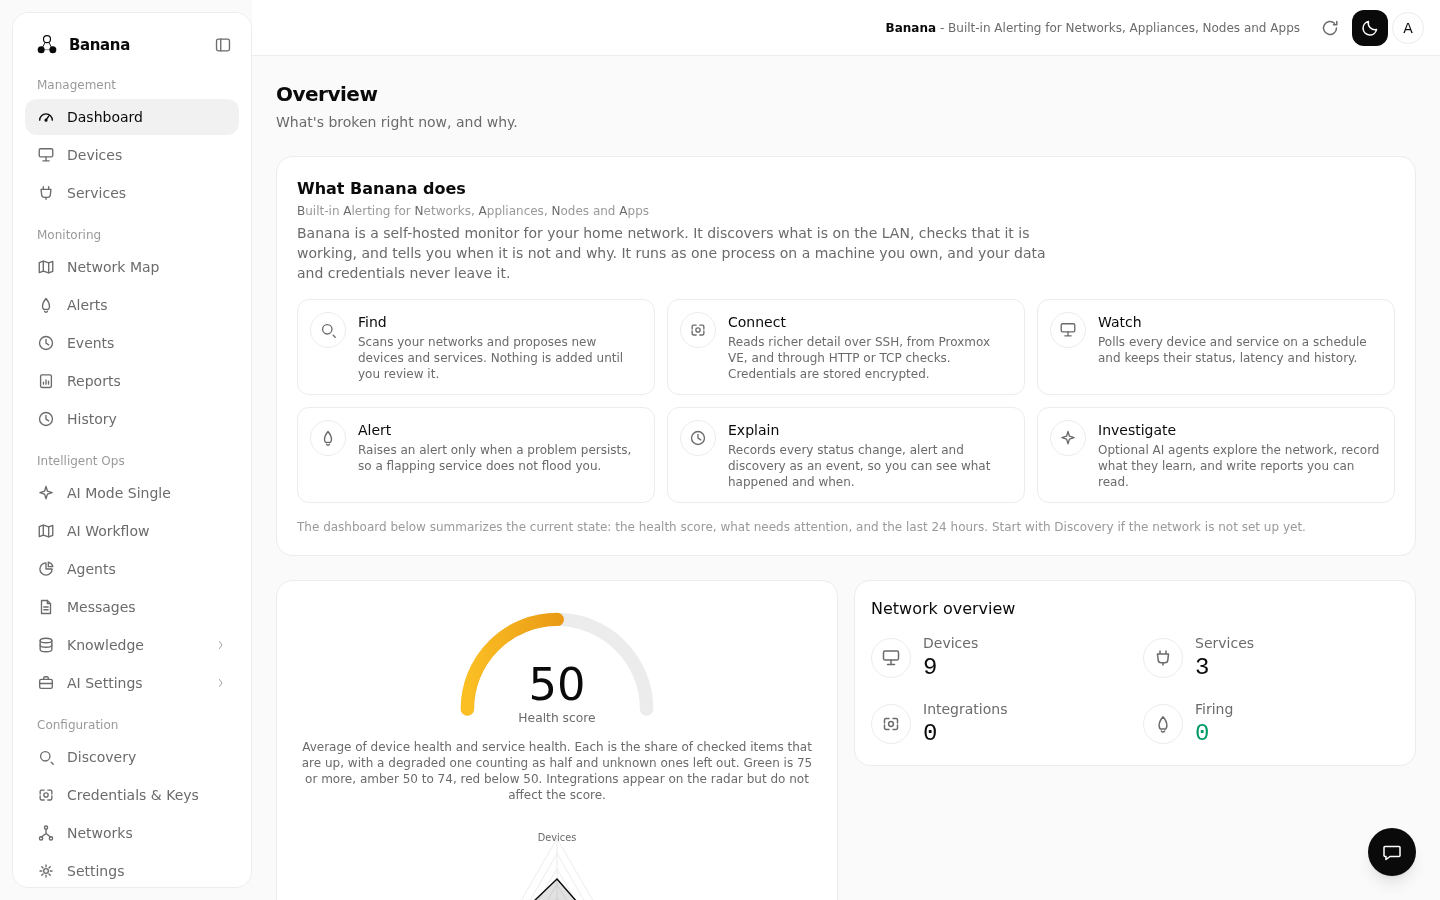 Banana
Management
Dashboard
Devices
Services
Monitoring
Network Map
Alerts
Events
Reports
History
Intelligent Ops
AI Mode Single
AI Workflow
Agents
Messages
Knowledge
AI Settings
Configuration
Discovery
Credentials & Keys
Networks
Settings
Banana - Built-in Alerting for Networks, Appliances, Nodes and Apps
A
Overview
What's broken right now, and why.
What Banana does
Built-in Alerting for Networks, Appliances, Nodes and Apps
Banana is a self-hosted monitor for your home network. It discovers what is on the LAN, checks that it is
working, and tells you when it is not and why. It runs as one process on a machine you own, and your data
and credentials never leave it.
Find
Scans your networks and proposes new
devices and services. Nothing is added until
you review it.
Connect
Reads richer detail over SSH, from Proxmox
VE, and through HTTP or TCP checks.
Credentials are stored encrypted.
Watch
Polls every device and service on a schedule
and keeps their status, latency and history.
Alert
Raises an alert only when a problem persists,
so a flapping service does not flood you.
Explain
Records every status change, alert and
discovery as an event, so you can see what
happened and when.
Investigate
Optional AI agents explore the network, record
what they learn, and write reports you can
read.
The dashboard below summarizes the current state: the health score, what needs attention, and the last 24 hours. Start with Discovery if the network is not set up yet.
50
Health score
Average of device health and service health. Each is the share of checked items that
are up, with a degraded one counting as half and unknown ones left out. Green is 75
or more, amber 50 to 74, red below 50. Integrations appear on the radar but do not
affect the score.
Devices
Network overview
Devices
9
Services
3
Integrations
0
Firing
0